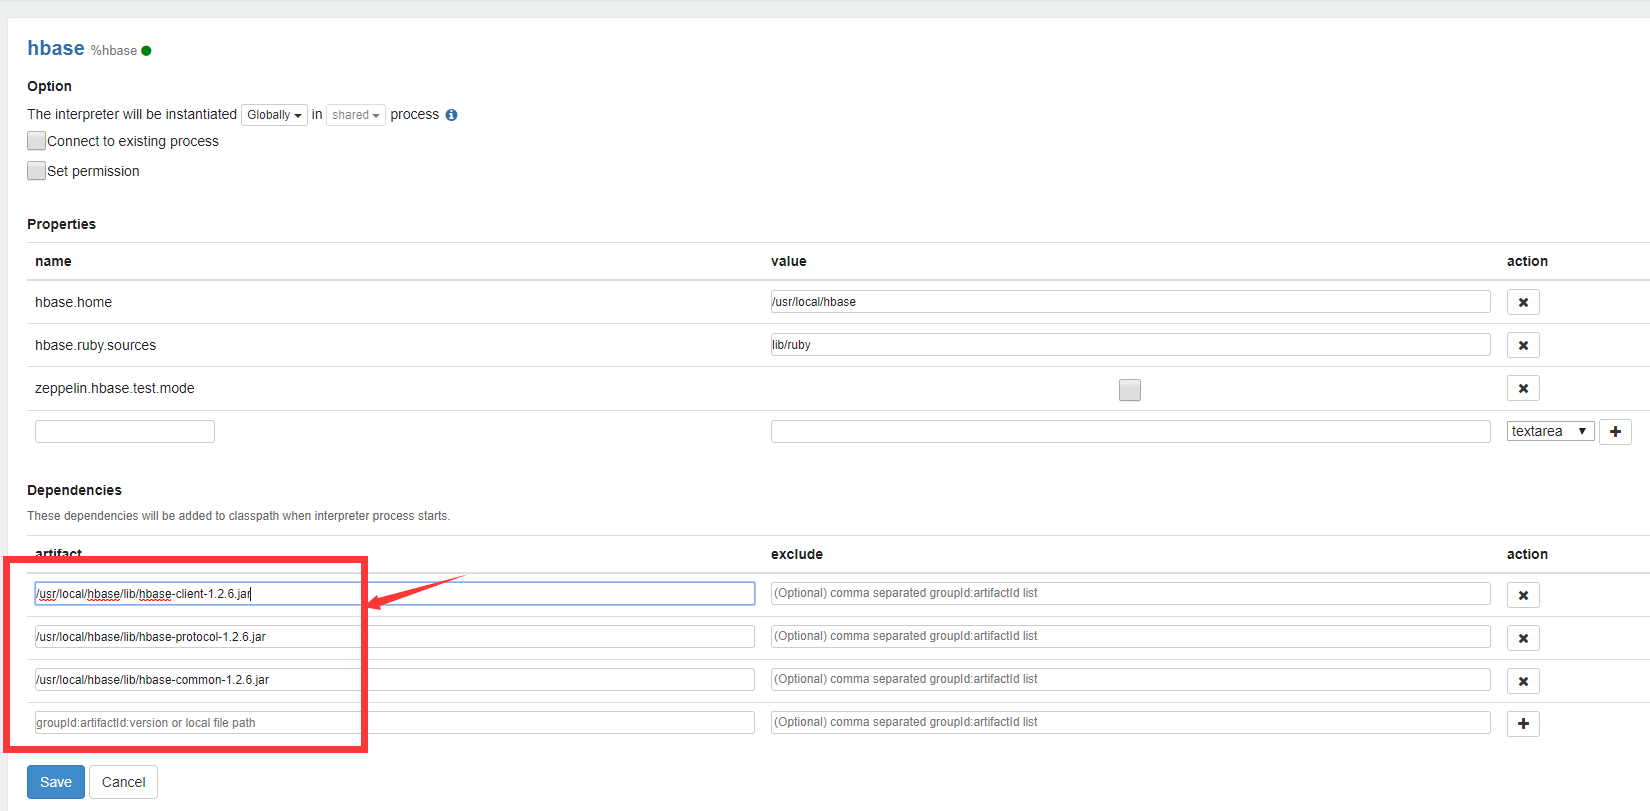 hbase %hbase
Option
The interpreter will be instantiated Globally in shared process
Connect to existing process
Set permission
Properties
name value action
hbase.home /usr/local/hbase
hbase.ruby.sources lib/ruby
zeppelin.hbase.test.mode
textarea
Dependencies
These dependencies will be added to classpath when interpreter process starts.
artifact exclude action
/usr/local/hbase/lib/hbase-client-1.2.6.jar (Optional) comma separated groupId:artifactId list
/usr/local/hbase/lib/hbase-protocol-1.2.6.jar (Optional) comma separated groupId:artifactId list
/usr/local/hbase/lib/hbase-common-1.2.6.jar (Optional) comma separated groupId:artifactId list
groupId:artifactId:version or local file path (Optional) comma separated groupId:artifactId list
Save Cancel